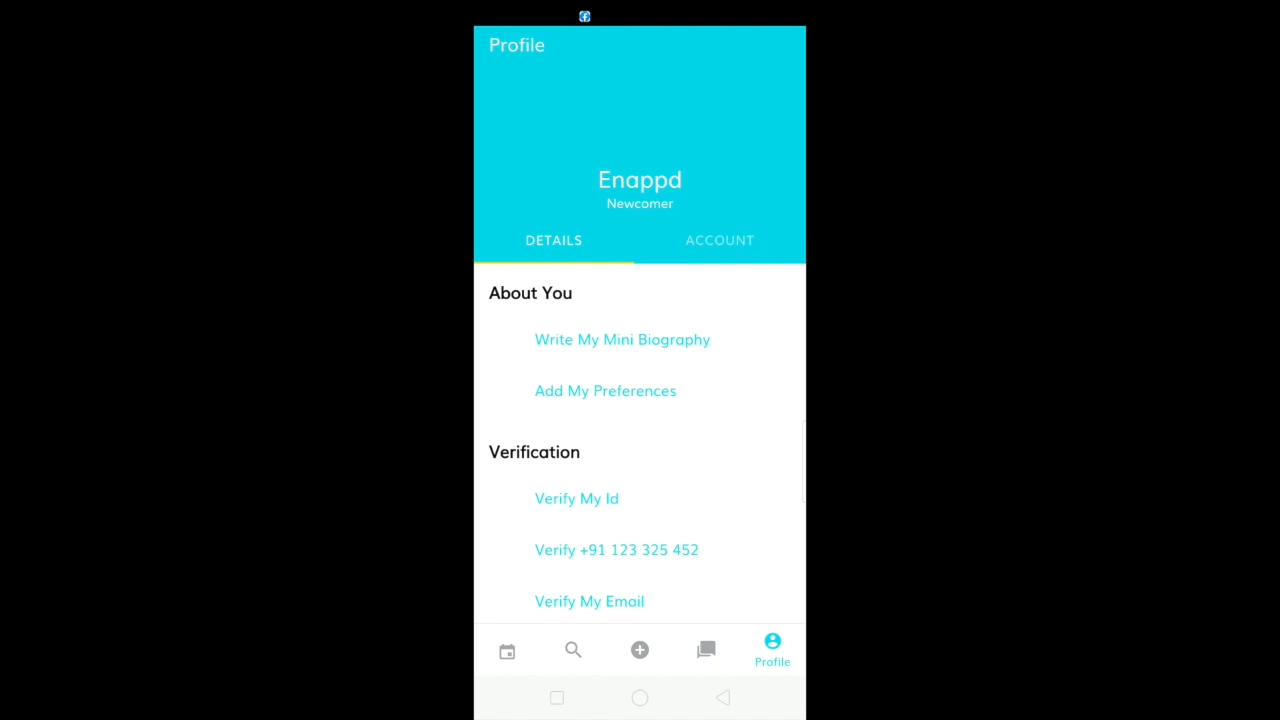 Profile
Enappd
Newcomer
DETAILS
ACCOUNT
About You
Write My Mini Biography
Add My Preferences
Verification
Verify My Id
Verify +91 123 325 452
Verify My Email
Profile